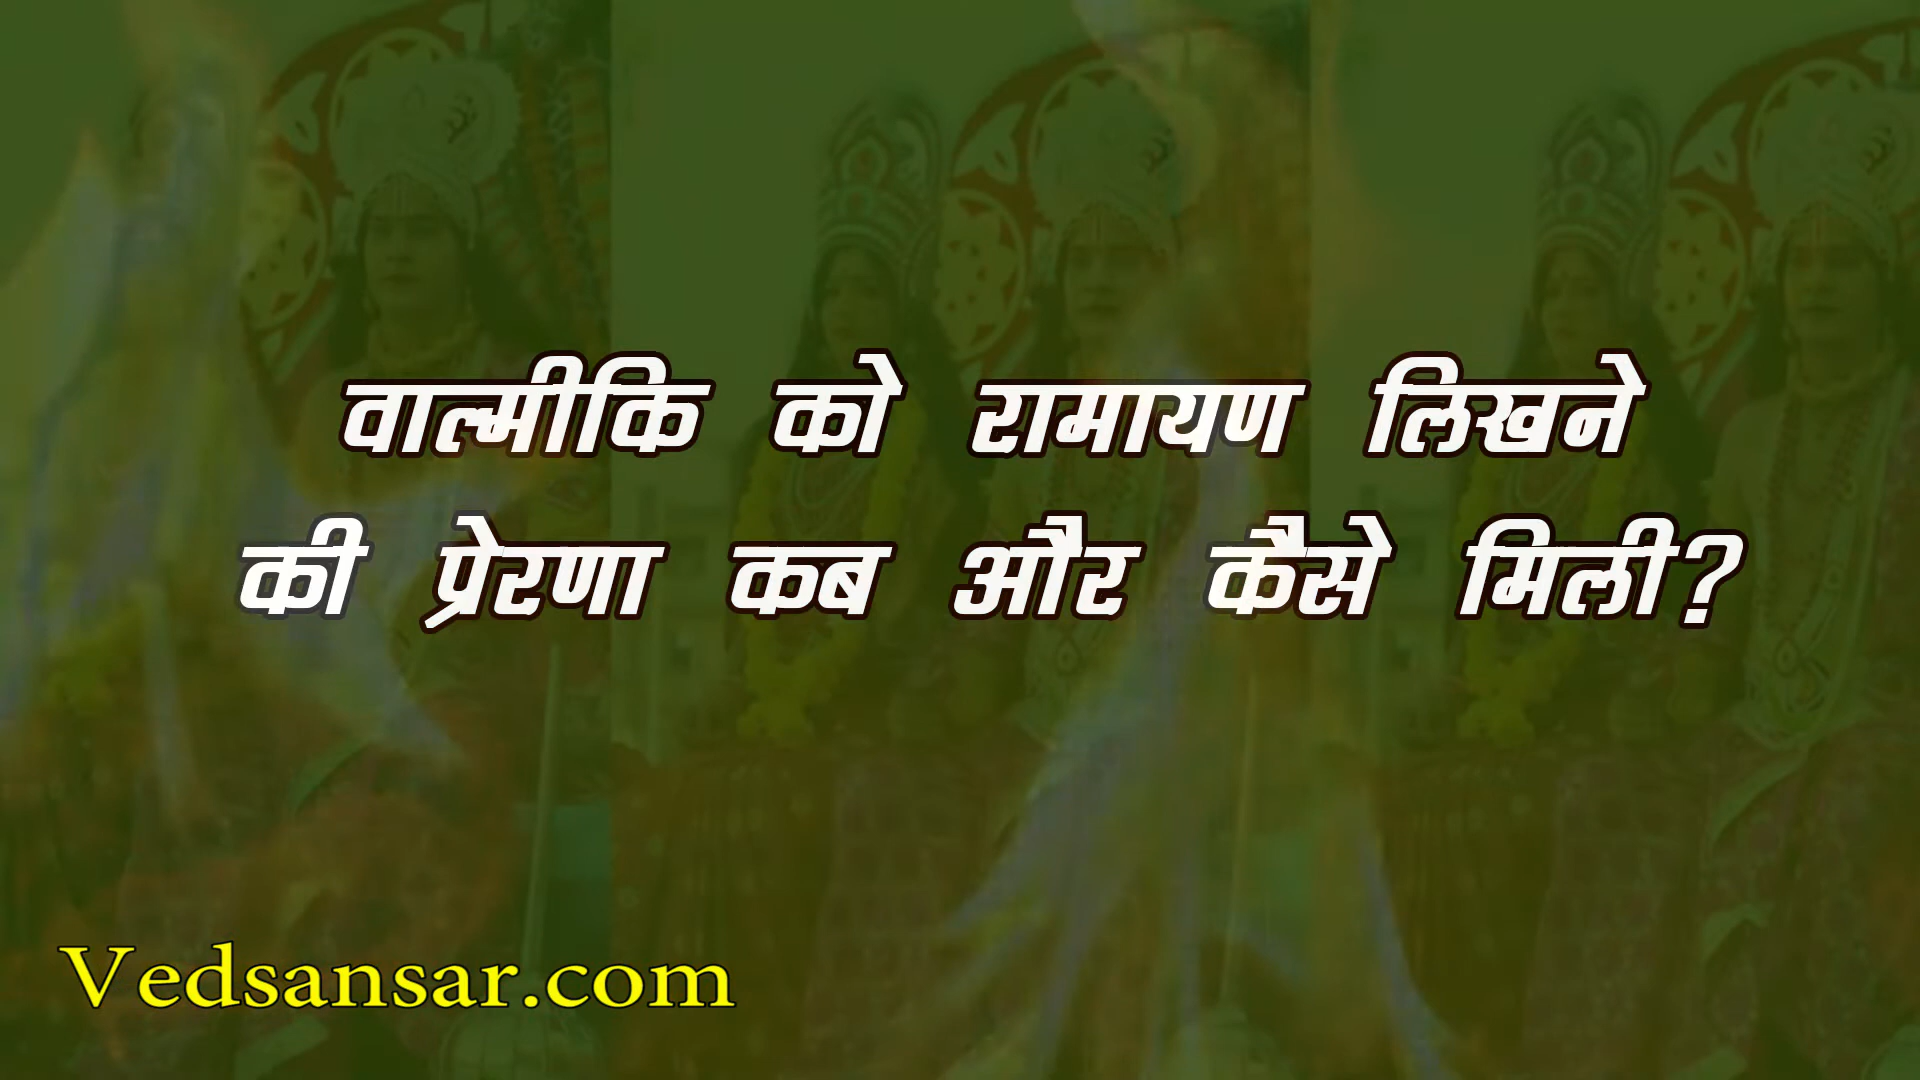 वाल्मीकि को रामायण लिखने
की प्रेरणा कब और कैसे मिली?
Vedsansar.com